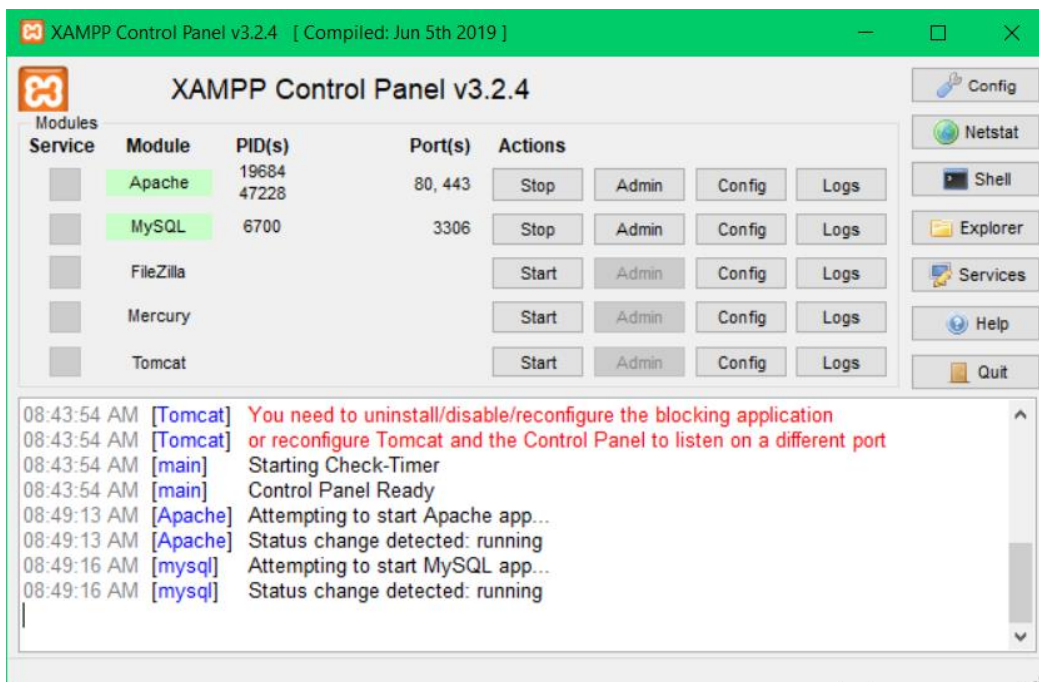 XAMPP Control Panel v3.2.4 [ Compiled: Jun 5th 2019 ]
XAMPP Control Panel v3.2.4
Config
Netstat
Shell
Explorer
Services
Help
Quit
Modules
Service Module PID(s) Port(s) Actions
Apache 19684 47228 80, 443 Stop Admin Config Logs
MySQL 6700 3306 Stop Admin Config Logs
FileZilla Start Admin Config Logs
Mercury Start Admin Config Logs
Tomcat Start Admin Config Logs
08:43:54 AM [Tomcat] You need to uninstall/disable/reconfigure the blocking application
08:43:54 AM [Tomcat] or reconfigure Tomcat and the Control Panel to listen on a different port
08:43:54 AM [main] Starting Check-Timer
08:43:54 AM [main] Control Panel Ready
08:49:13 AM [Apache] Attempting to start Apache app...
08:49:13 AM [Apache] Status change detected: running
08:49:16 AM [mysql] Attempting to start MySQL app...
08:49:16 AM [mysql] Status change detected: running